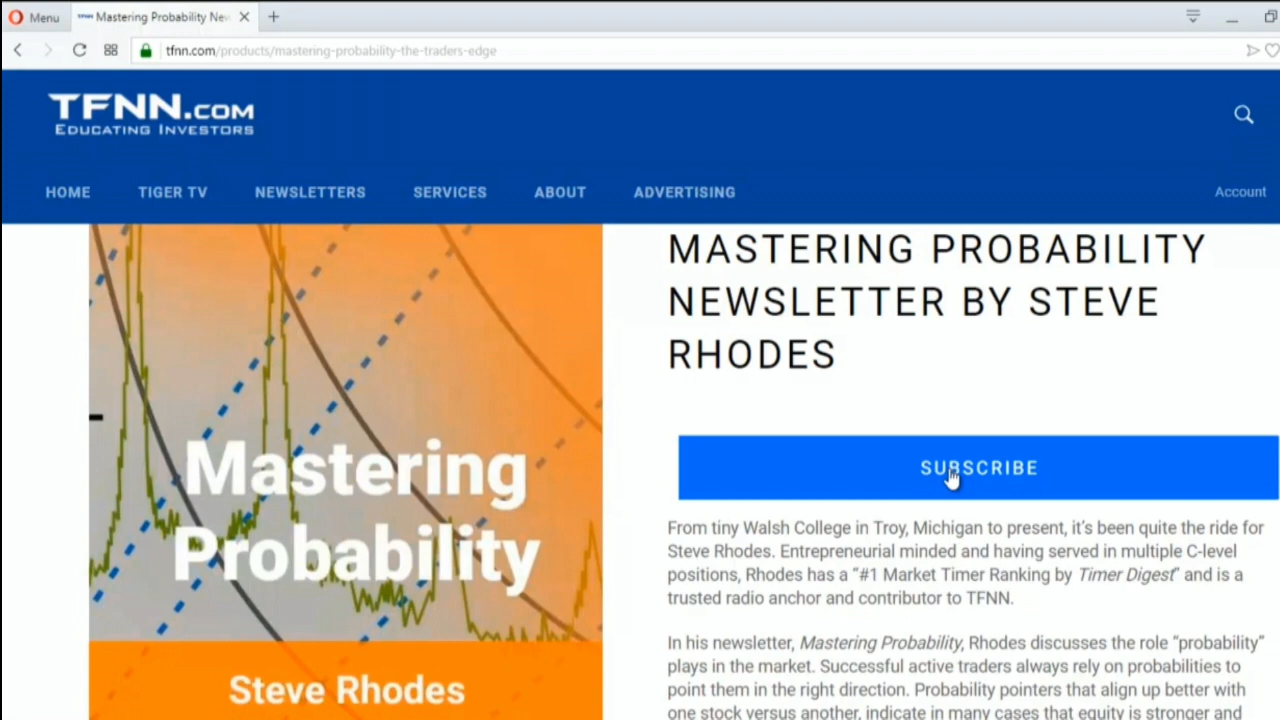 Menu
Mastering Probability New
tfnn.com/products/mastering-probability-the-traders-edge
TFNN.COM
EDUCATING INVESTORS
HOME
TIGER TV
NEWSLETTERS
SERVICES
ABOUT
ADVERTISING
Account
Mastering
Probability
Steve Rhodes
MASTERING PROBABILITY
NEWSLETTER BY STEVE
RHODES
SUBSCRIBE
From tiny Walsh College in Troy, Michigan to present, it’s been quite the ride for
Steve Rhodes. Entrepreneurial minded and having served in multiple C-level
positions, Rhodes has a “#1 Market Timer Ranking by Timer Digest” and is a
trusted radio anchor and contributor to TFNN.
In his newsletter, Mastering Probability, Rhodes discusses the role “probability”
plays in the market. Successful active traders always rely on probabilities to
point them in the right direction. Probability pointers that align up better with
one stock versus another, indicate in many cases that equity is stronger and